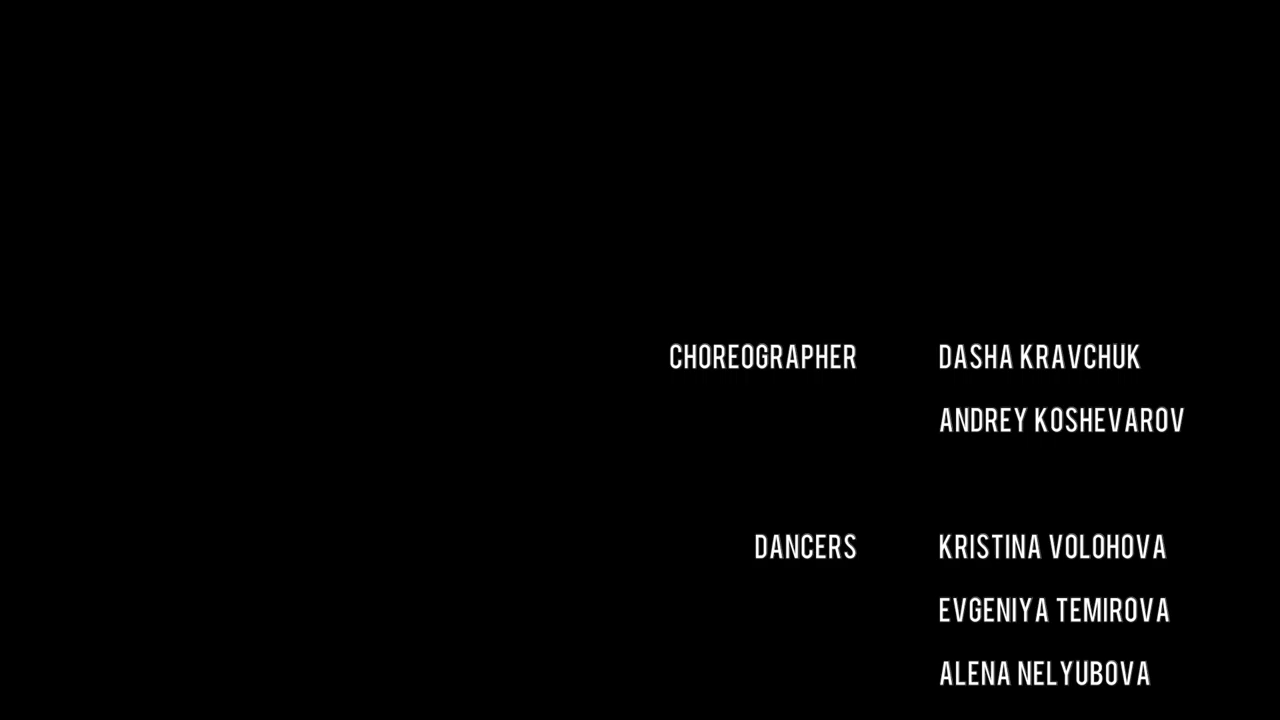 CHOREOGRAPHER DASHA KRAVCHUK
ANDREY KOSHEVAROV
DANCERS KRISTINA VOLOHOVA
EVGENIYA TEMIROVA
ALENA NELYUBOVA